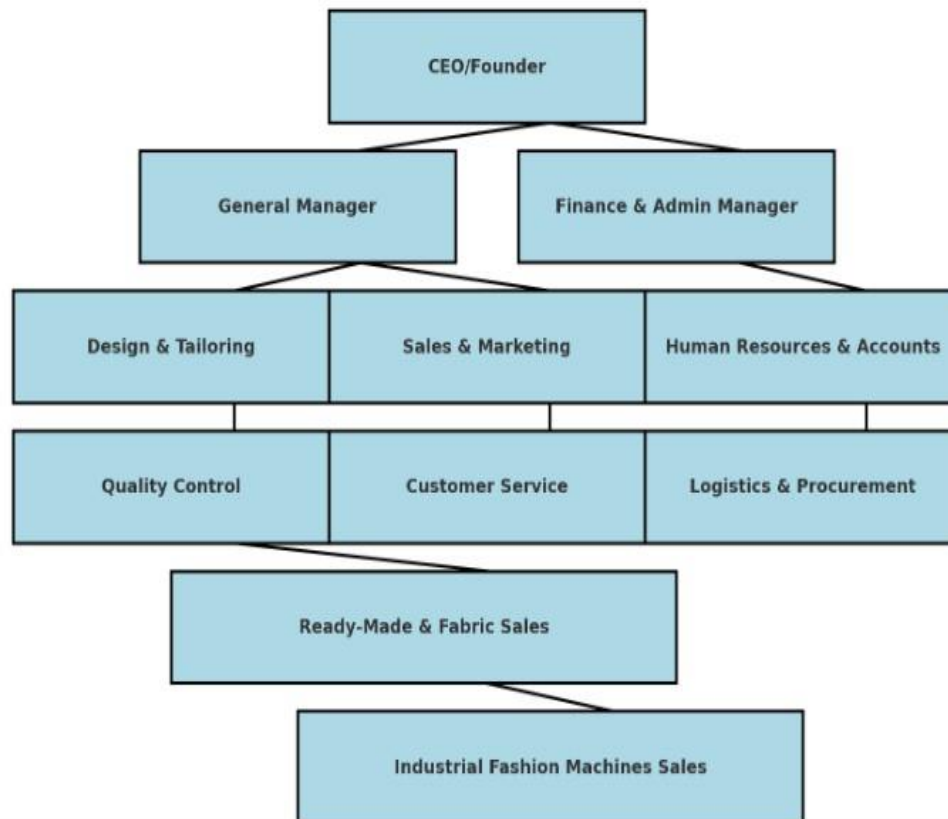 CEO/Founder
General Manager
Finance & Admin Manager
Design & Tailoring
Sales & Marketing
Human Resources & Accounts
Quality Control
Customer Service
Logistics & Procurement
Ready-Made & Fabric Sales
Industrial Fashion Machines Sales